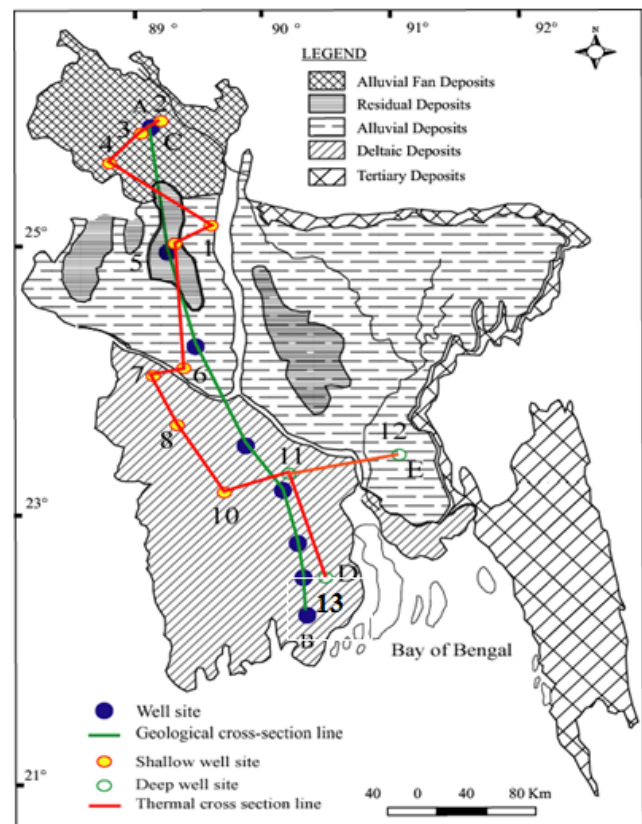 89° 90° 91° 92°
N
LEGEND
Alluvial Fan Deposits
Residual Deposits
Alluvial Deposits
Deltaic Deposits
Tertiary Deposits
A 2
3 C
4
1
25°
5
6
7
8
12
11 E
10
23°
D
13
B
Bay of Bengal
Well site
Geological cross-section line
Shallow well site
21°
Deep well site
Thermal cross section line
40 0 40 80 Km